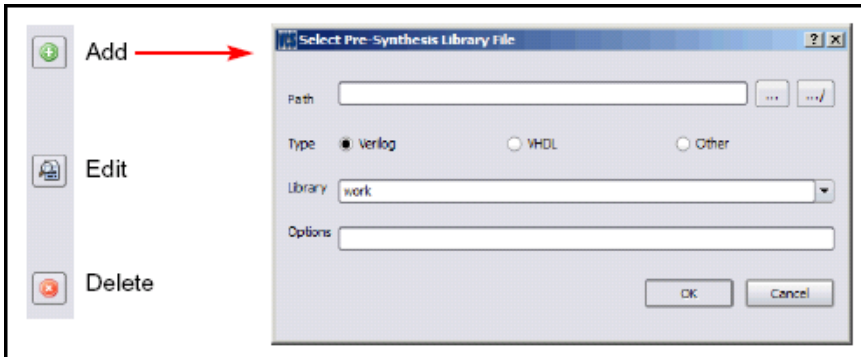 Add
Edit
Delete
Select Pre-Synthesis Library File
Path
... .../
Type Verilog VHDL Other
Library work
Options
OK Cancel